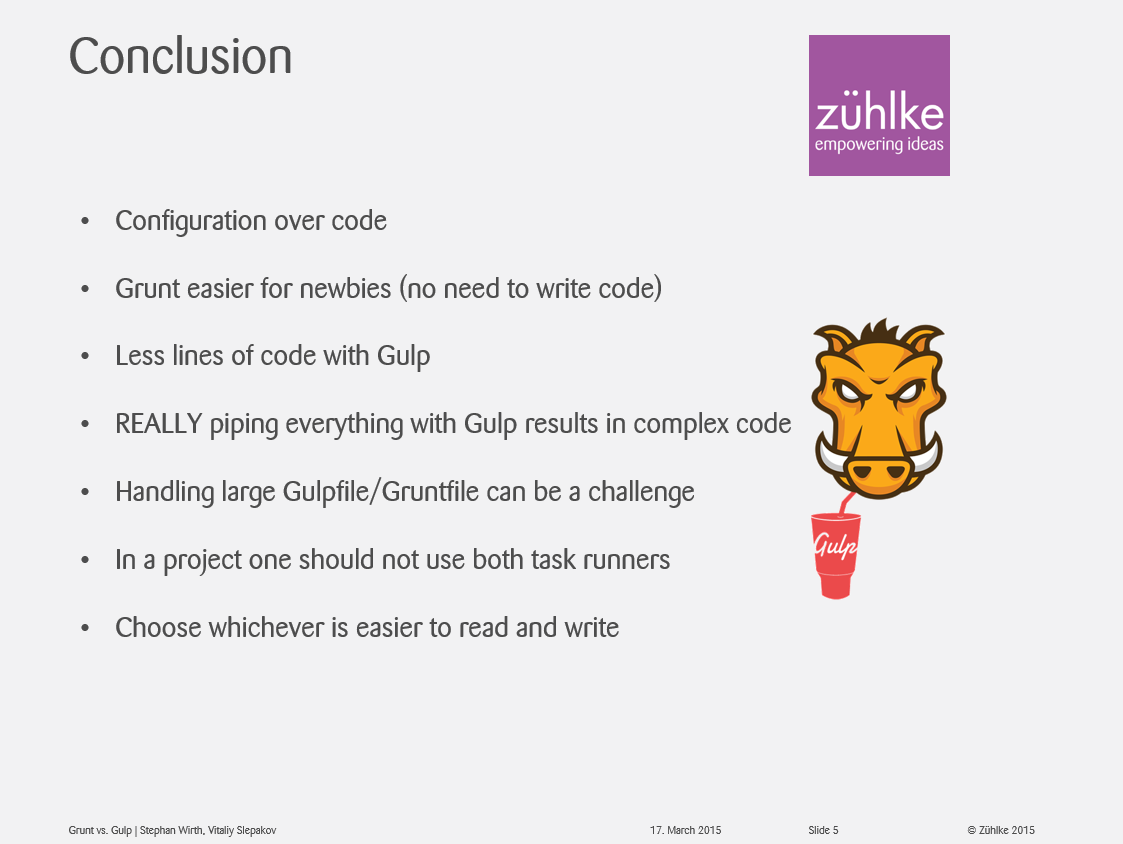 Conclusion
zühlke
empowering ideas
• Configuration over code
• Grunt easier for newbies (no need to write code)
• Less lines of code with Gulp
• REALLY piping everything with Gulp results in complex code
• Handling large Gulpfile/Gruntfile can be a challenge
Gulp
• In a project one should not use both task runners
• Choose whichever is easier to read and write
Grunt vs. Gulp | Stephan Wirth, Vitaliy Slepakov 17. March 2015 Slide 5 © Zühlke 2015